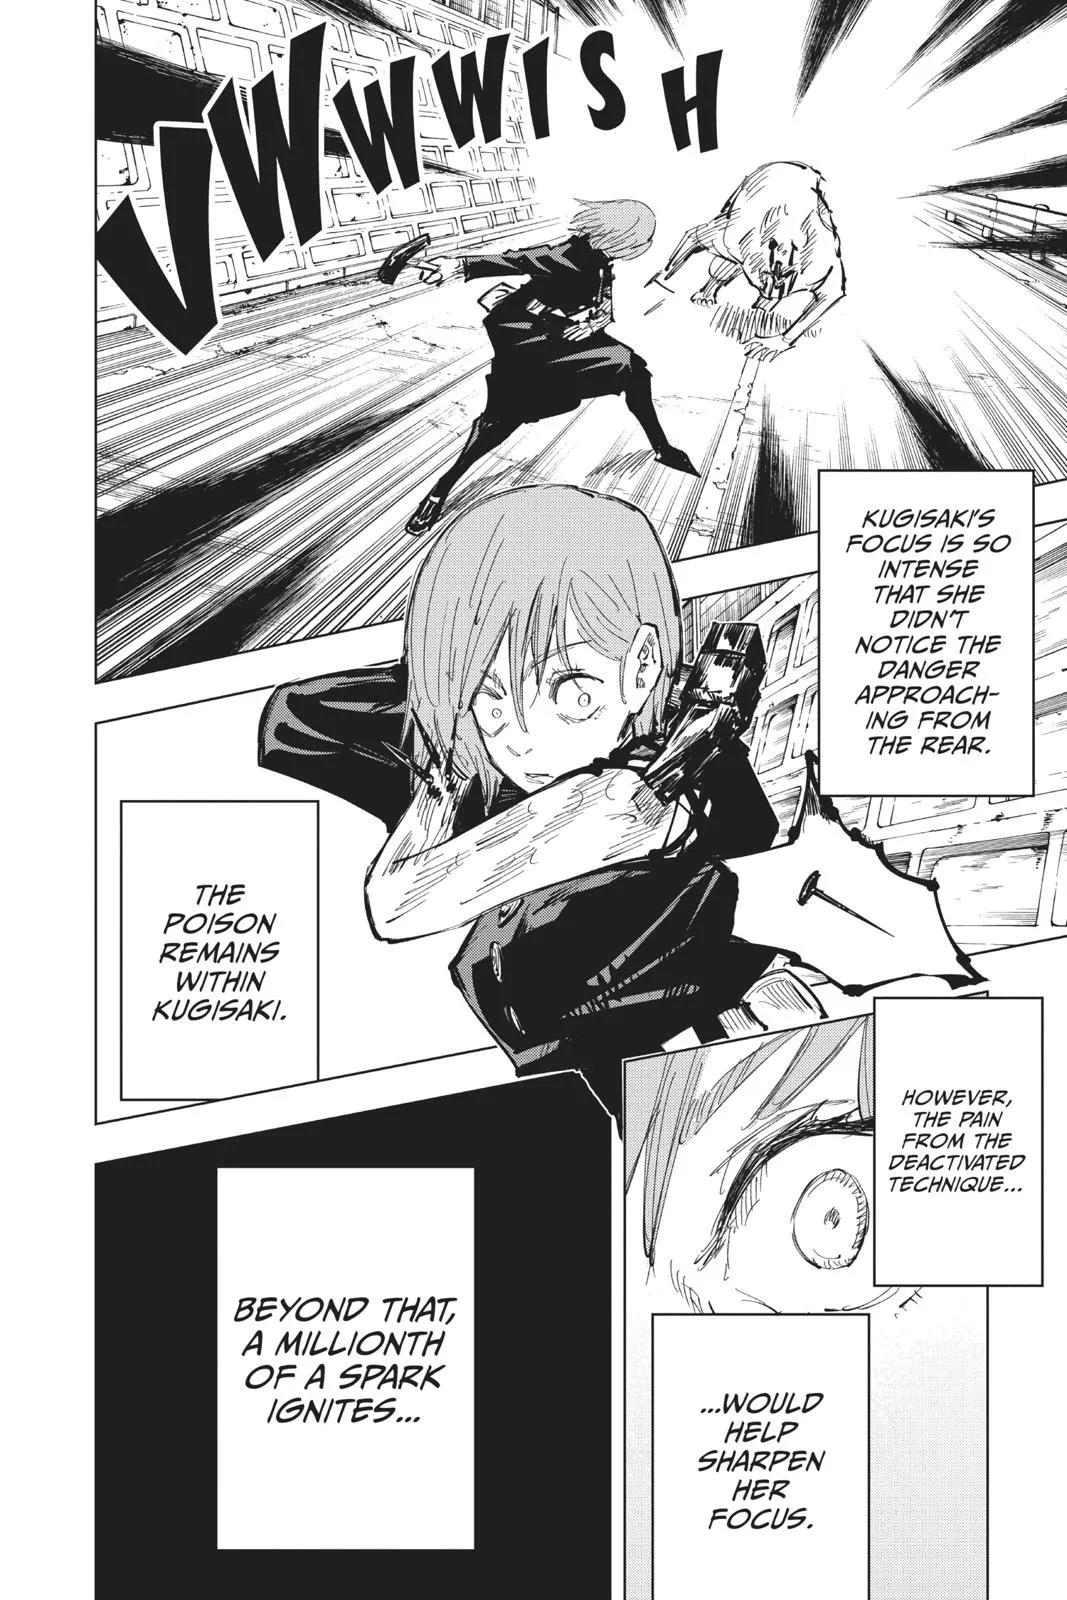 VWWWWISH
KUGISAKI'S
FOCUS IS SO
INTENSE
THAT SHE
DIDN'T
NOTICE THE
DANGER
APPROACH-
ING FROM
THE REAR.
THE
POISON
REMAINS
WITHIN
KUGISAKI.
HOWEVER,
THE PAIN
FROM THE
DEACTIVATED
TECHNIQUE...
...WOULD
HELP
SHARPEN
HER
FOCUS.
BEYOND THAT,
A MILLIONTH
OF A SPARK
IGNITES...